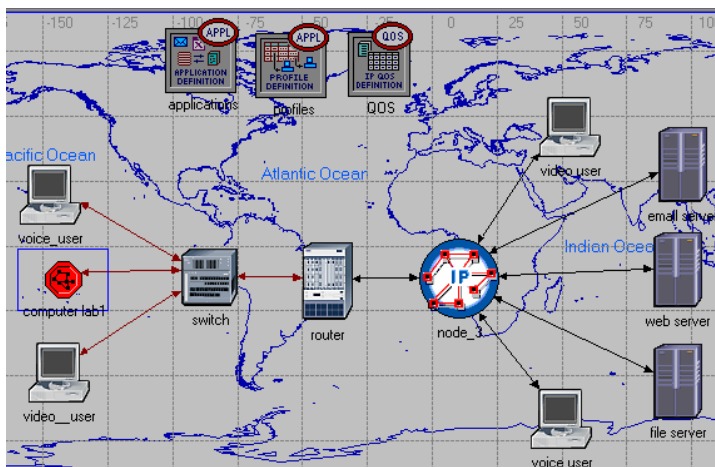 -150 -125 -100 -75 -50 -25 0 25 50 75 10
APPL
APPL
QOS
APPLICATION
DEFINITION
PROFILE
DEFINITION
IP QOS
DEFINITION
applications
profiles
QOS
acific Ocean
Atlantic Ocean
video user
email server
voice_user
Indian Ocea
IP
computer lab1
switch
router
node_3
web server
video__user
file server
voice user